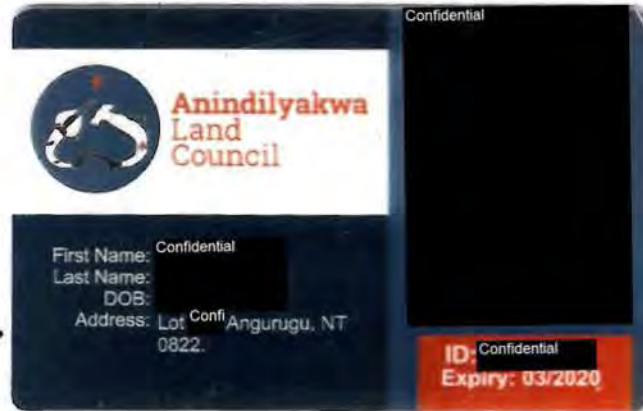 Confidential
Anindilyakwa
Land
Council
First Name: Confidential
Last Name:
DOB:
Address: Lot Confi Angurugu, NT
0822.
ID: Confidential
Expiry: 03/2020